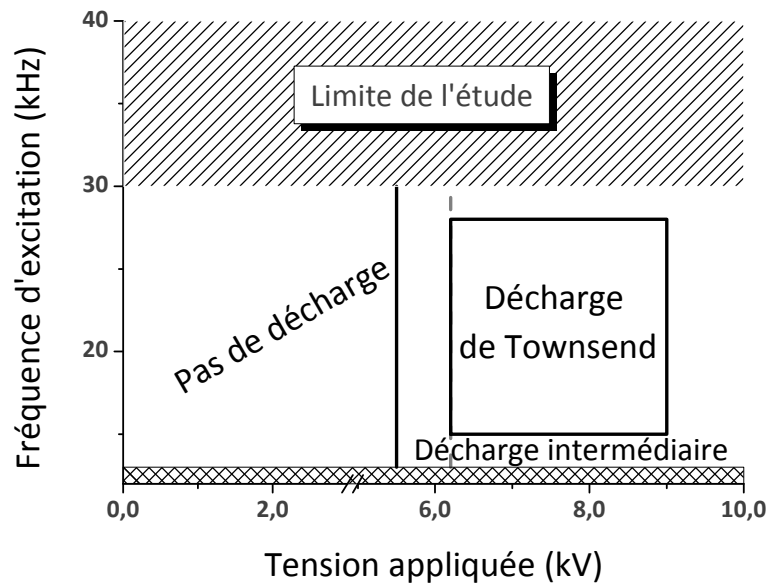 40
Limite de l'étude
30
Fréquence d'excitation (kHz)
Pas de décharge
Décharge
de Townsend
20
Décharge intermédiaire
0,0 2,0 6,0 8,0 10,0
Tension appliquée (kV)